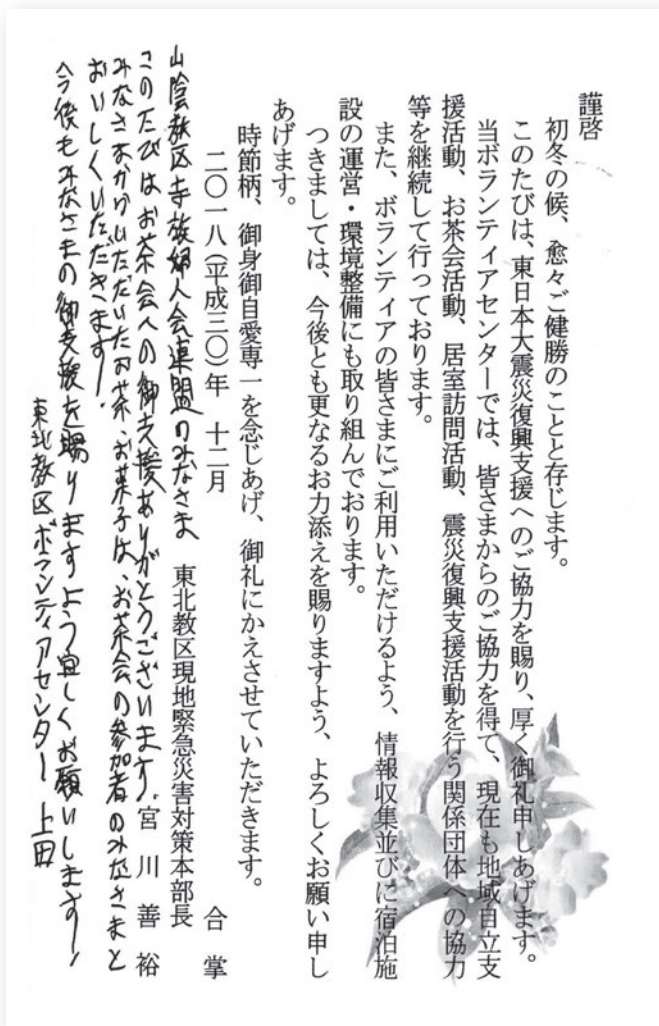 謹啓
初冬の候、愈々ご健勝のことと存じます。
このたびは、東日本大震災復興支援へのご協力を賜り、厚く御礼申しあげます。
当ボランティアセンターでは、皆さまからのご協力を得て、現在も地域自立支
援活動、お茶会活動、居室訪問活動、震災復興支援活動を行う関係団体への協力
等を継続して行っております。
また、ボランティアの皆さまにご利用いただけるよう、情報収集並びに宿泊施
設の運営・環境整備にも取り組んでおります。
つきましては、今後とも更なるお力添えを賜りますよう、よろしくお願い申し
あげます。
時節柄、御身御自愛専一を念じあげ、御礼にかえさせていただきます。
合掌
二〇一八(平成三〇)年 十二月
東北教区現地緊急災害対策本部長
宮川善裕
山陰教区寺族婦人会連盟のみなさま
このたびはお茶会への御支援ありがとうございます。
みなさまからいただいたお茶・お菓子は、お茶会の参加者のみなさまと
おいしくいただきます!
今後もみなさまの御支援を賜りますよう宜しくお願いします!
東北教区ボランティアセンター 上田